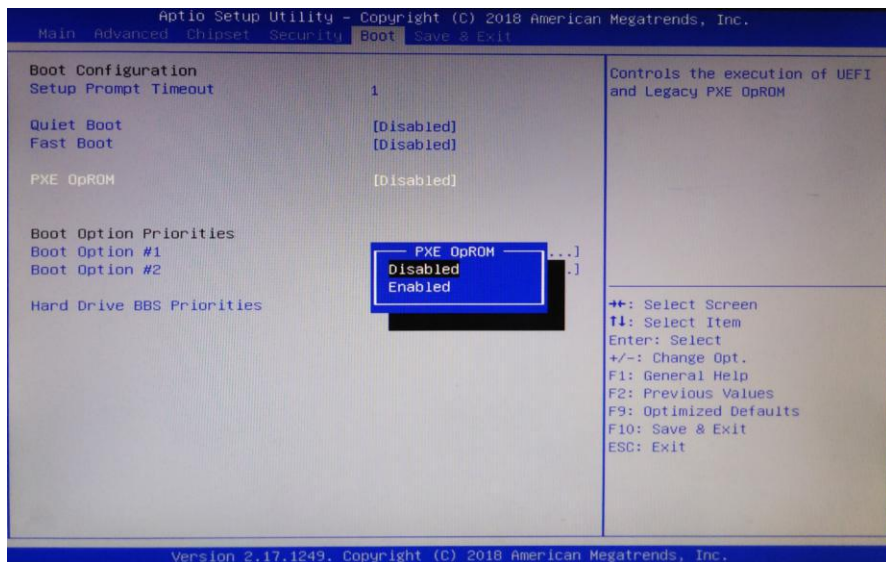 Aptio Setup Utility - Copyright (C) 2018 American Megatrends, Inc.
Main Advanced Chipset Security Boot Save & Exit
Boot Configuration
Setup Prompt Timeout 1
Quiet Boot [Disabled]
Fast Boot [Disabled]
PXE OpROM [Disabled]
Boot Option Priorities
Boot Option #1 ...]
Boot Option #2 .]
Hard Drive BBS Priorities
PXE OpROM
Disabled
Enabled
Controls the execution of UEFI
and Legacy PXE OpROM
→←: Select Screen
↑↓: Select Item
Enter: Select
+/-: Change Opt.
F1: General Help
F2: Previous Values
F9: Optimized Defaults
F10: Save & Exit
ESC: Exit
Version 2.17.1249. Copyright (C) 2018 American Megatrends, Inc.